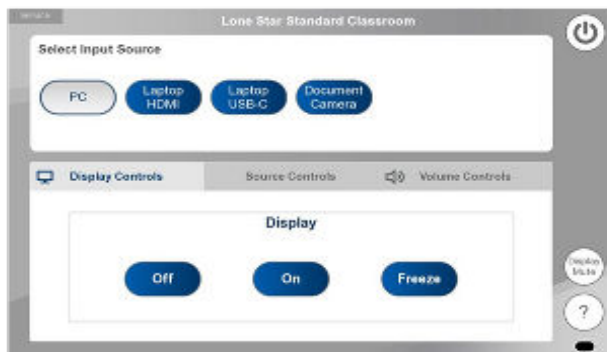 Lone Star Standard Classroom
Select Input Source
PC
Laptop
HDMI
Laptop
USB-C
Document
Camera
Display Controls
Source Controls
Volume Controls
Display
Off
On
Freeze
Display
Mute
?